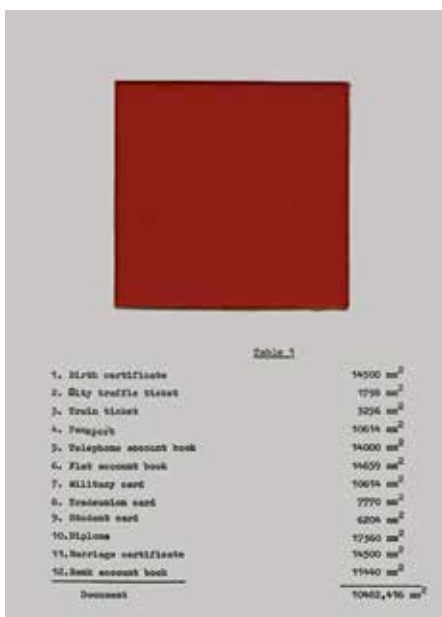 Table 1
1. Birth certificate 14500 mm²
2. City traffic ticket mm²
3. Train ticket 3256 mm²
4. Passport 10614 mm²
5. Telephone account book 14000 mm²
6. Flat account book mm²
7. Military card 10614 mm²
8. Tradeunion card 7770 mm²
9. Student card 6204 mm²
10.Diploma 17360 mm²
11.Marriage certificate 14500 mm²
12.Bank account book 11440 mm²
Document 10482,416 mm²